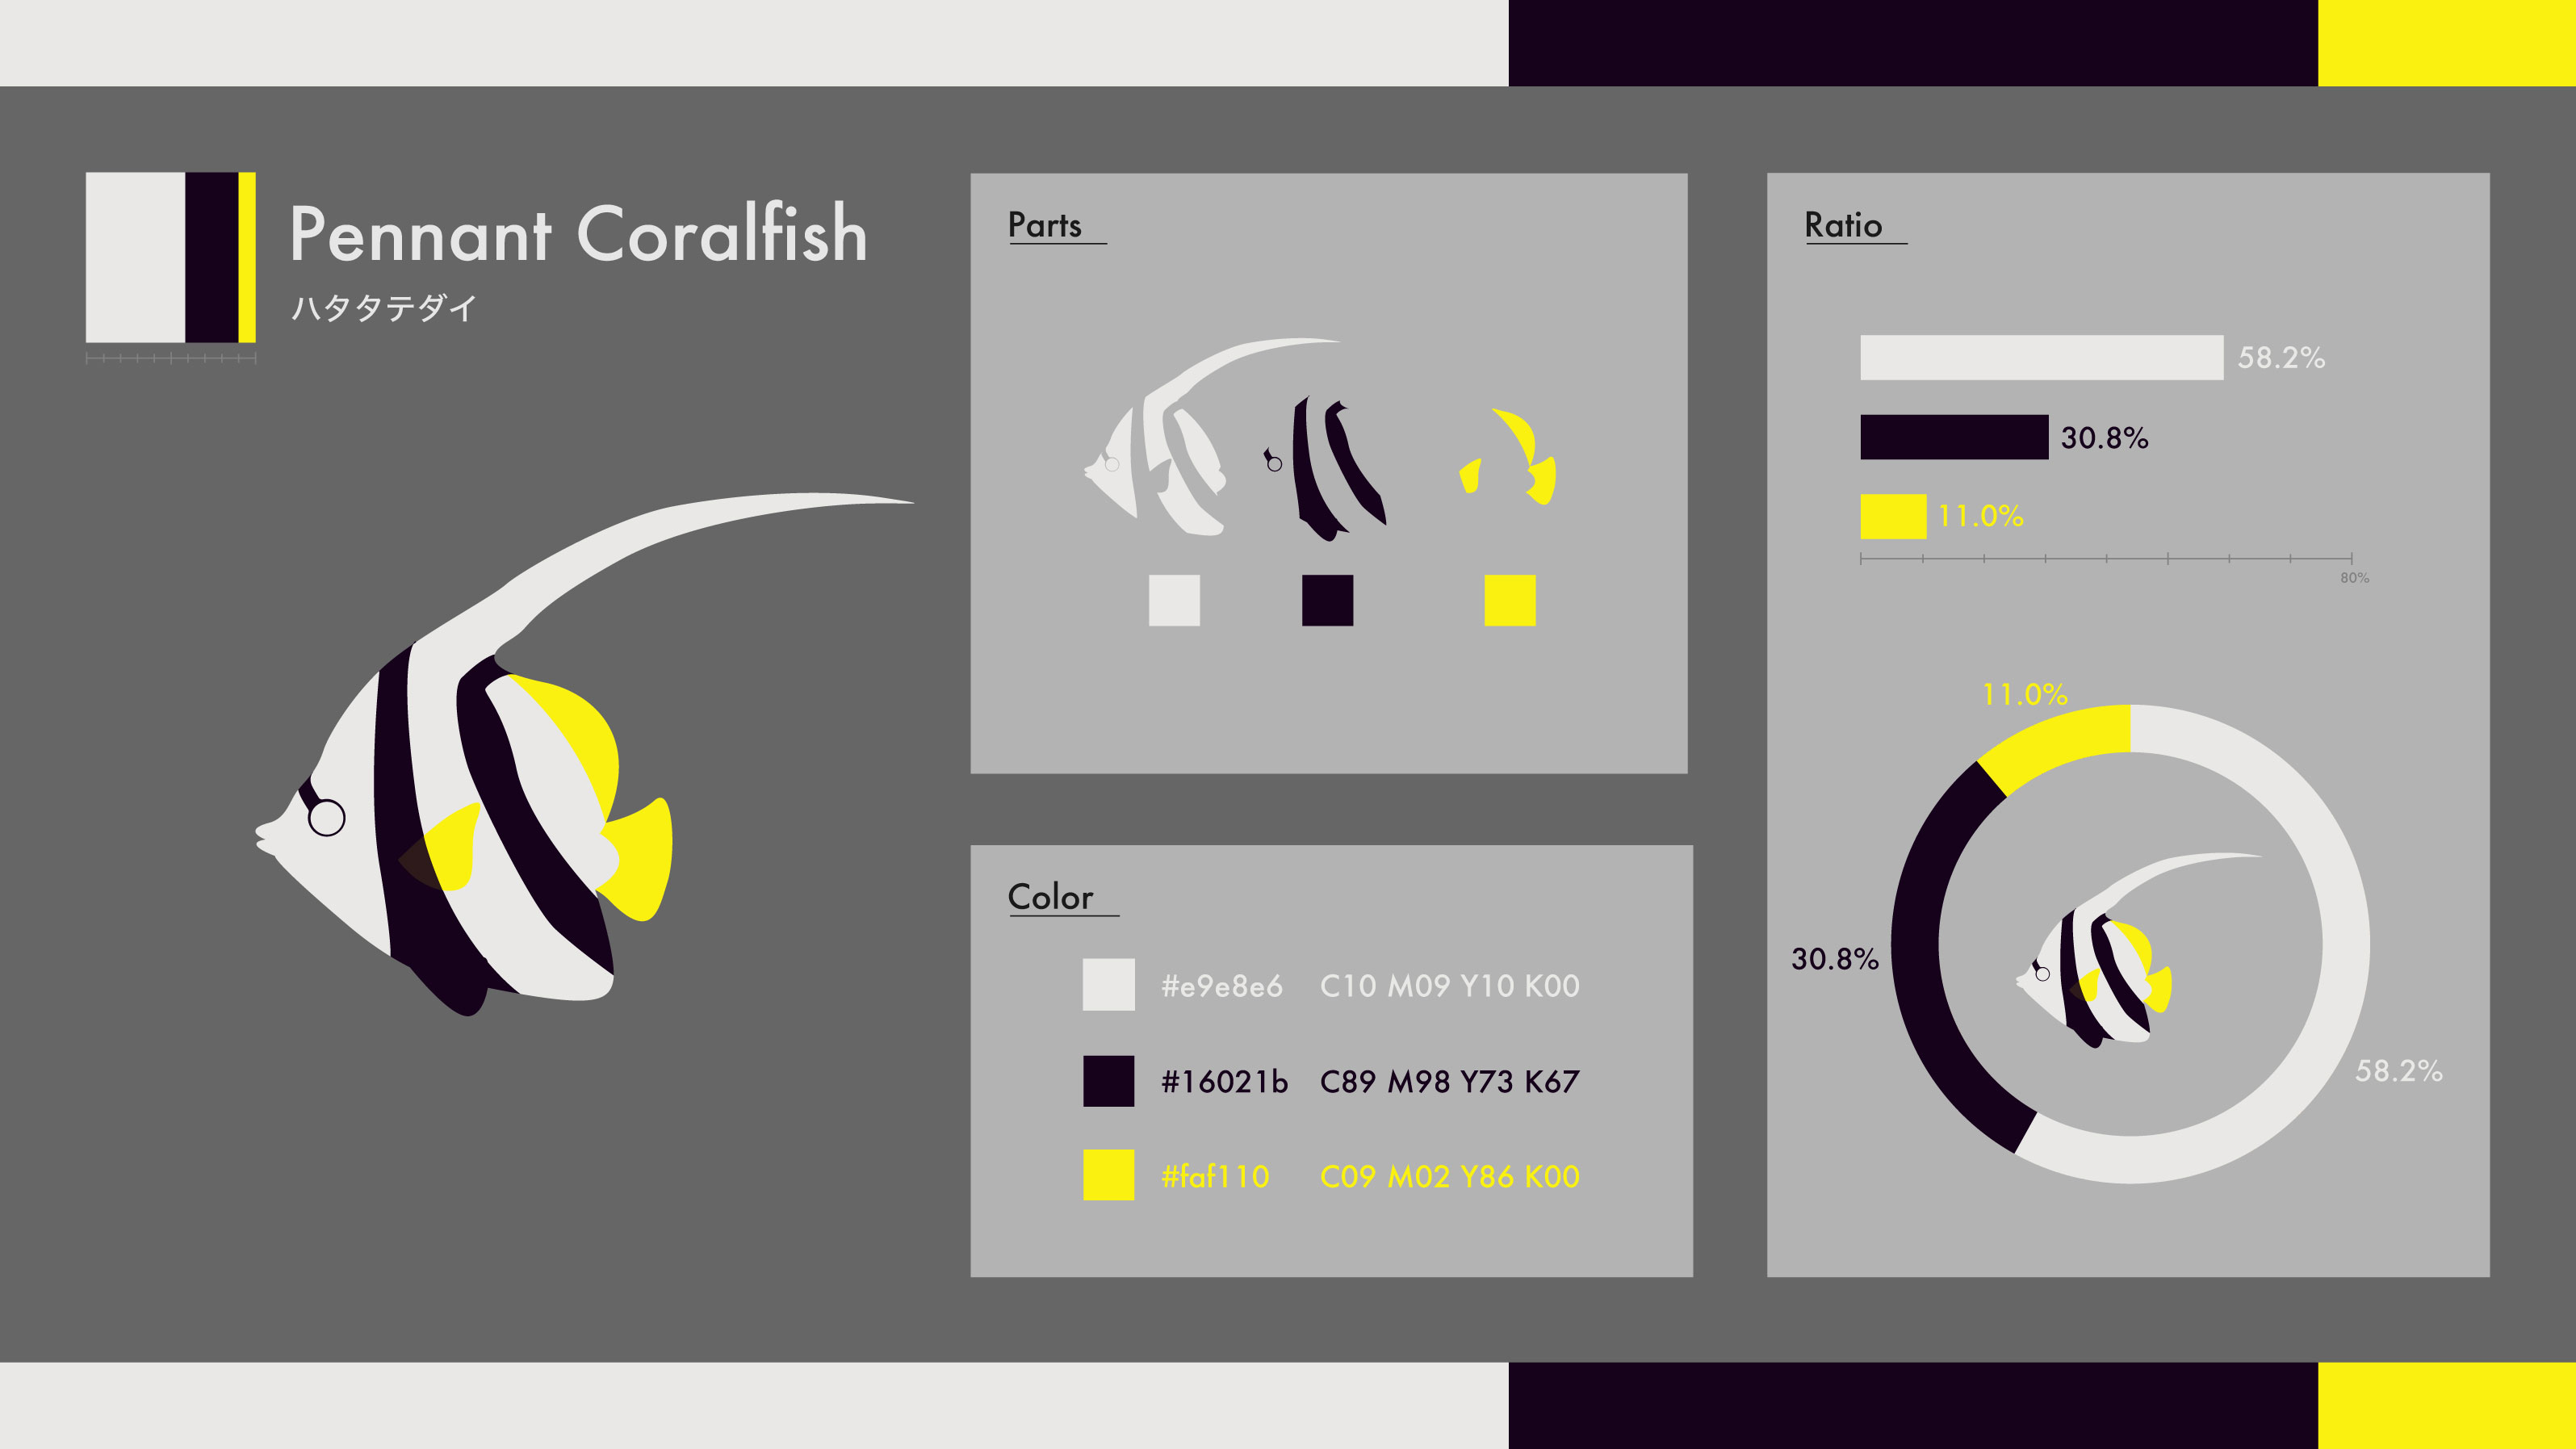 Pennant Coralfish
ハタタテダイ
Parts
Color
#e9e8e6 C10 M09 Y10 K00
#16021b C89 M98 Y73 K67
#faf110 C09 M02 Y86 K00
Ratio
58.2%
30.8%
11.0%
80%
11.0%
30.8%
58.2%